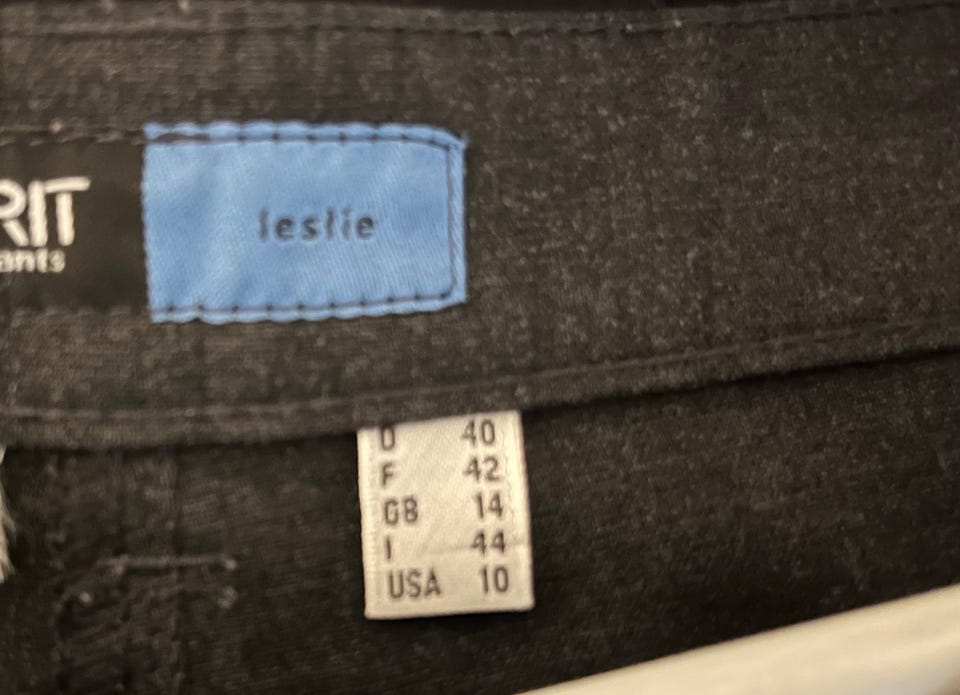 RIT
ants
leslie
D 40
F 42
GB 14
I 44
USA 10